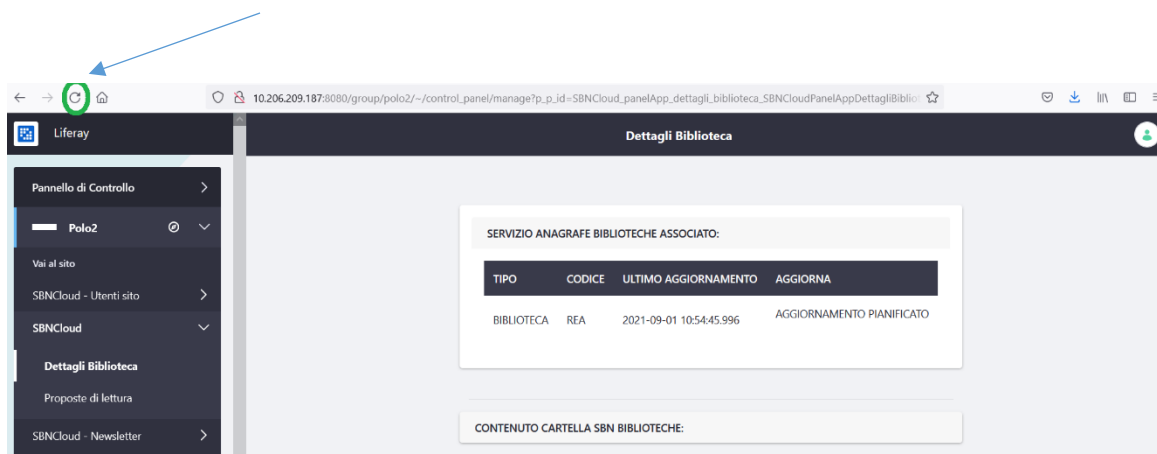 10.206.209.187:8080/group/polo2/~/control_panel/manage?p_p_id=SBNCloud_panelApp_dettagli_biblioteca_SBNCloudPanelAppDettagliBibliot
Liferay
Dettagli Biblioteca
Pannello di Controllo
Polo2
Vai al sito
SBNCloud - Utenti sito
SBNCloud
Dettagli Biblioteca
Proposte di lettura
SBNCloud - Newsletter
SERVIZIO ANAGRAFE BIBLIOTECHE ASSOCIATO:
TIPO CODICE ULTIMO AGGIORNAMENTO AGGIORNA
BIBLIOTECA REA 2021-09-01 10:54:45.996 AGGIORNAMENTO PIANIFICATO
CONTENUTO CARTELLA SBN BIBLIOTECHE: